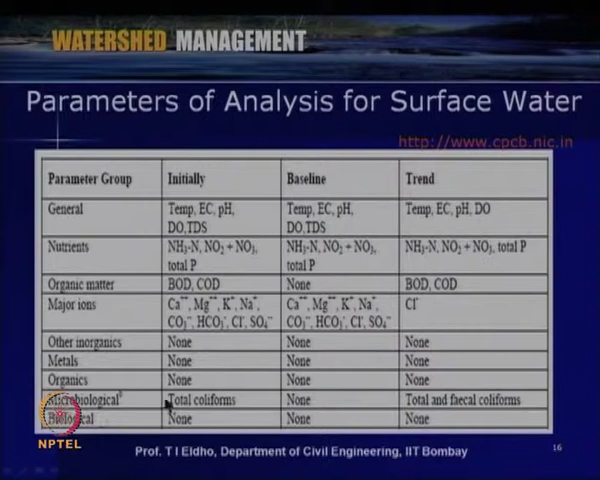 WATERSHED MANAGEMENT
Parameters of Analysis for Surface Water
http://www.cpcb.nic.in
Parameter Group Initially Baseline Trend
General Temp, EC, pH, Temp, EC, pH, Temp, EC, pH, DO
DO,TDS DO,TDS
Nutrients NH₃-N, NO₂ + NO₃, NH₃-N, NO₂ + NO₃, NH₃-N, NO₂ + NO₃, total P
total P total P
Organic matter BOD, COD None BOD, COD
Major ions Ca⁺⁺, Mg⁺⁺, K⁺, Na⁺, Ca⁺⁺, Mg⁺⁺, K⁺, Na⁺, Cl⁻
CO₃⁻⁻, HCO₃⁻, Cl⁻, SO₄⁻⁻ CO₃⁻⁻, HCO₃⁻, Cl⁻, SO₄⁻⁻
Other inorganics None None None
Metals None None None
Organics None None None
Microbiological Total coliforms None Total and faecal coliforms
Biological None None None
NPTEL
Prof. T I Eldho, Department of Civil Engineering, IIT Bombay
16